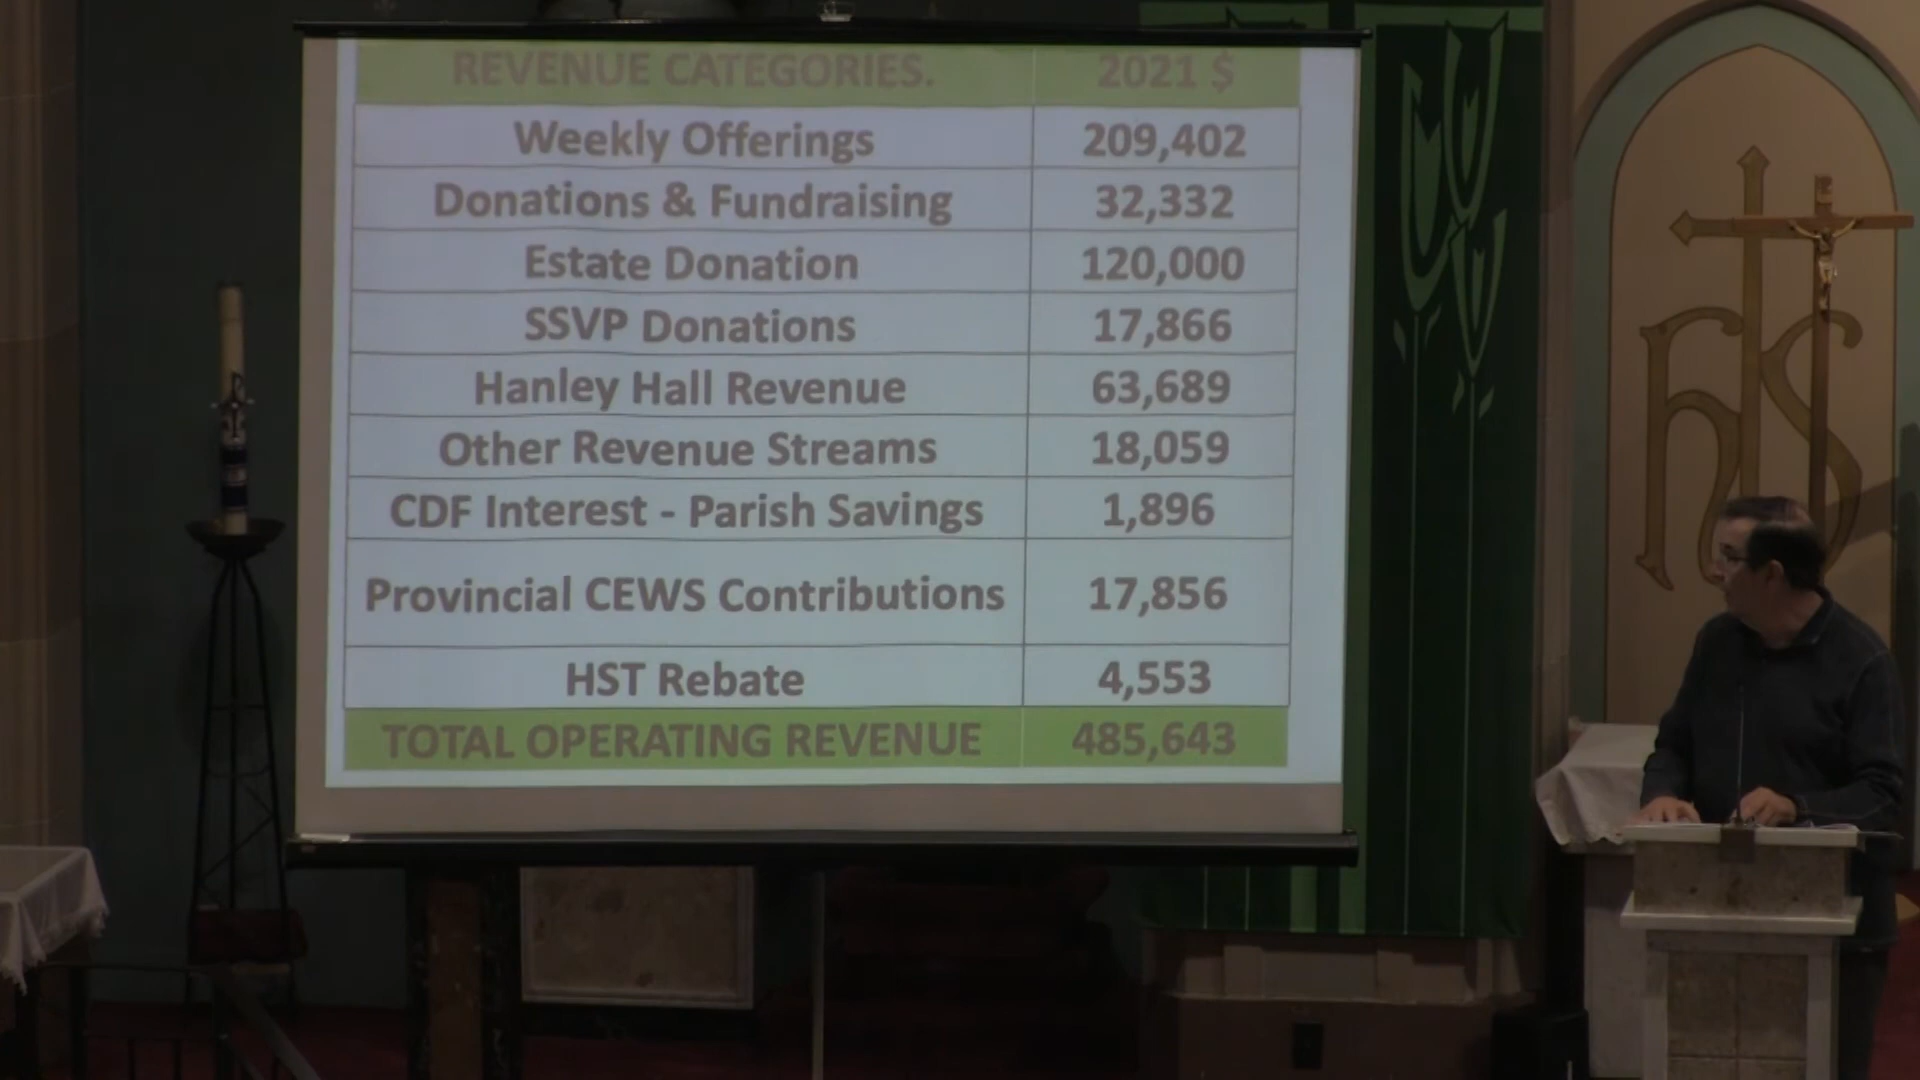 REVENUE CATEGORIES. 2021 $
Weekly Offerings 209,402
Donations & Fundraising 32,332
Estate Donation 120,000
SSVP Donations 17,866
Hanley Hall Revenue 63,689
Other Revenue Streams 18,059
CDF Interest - Parish Savings 1,896
Provincial CEWS Contributions 17,856
HST Rebate 4,553
TOTAL OPERATING REVENUE 485,643
IHS